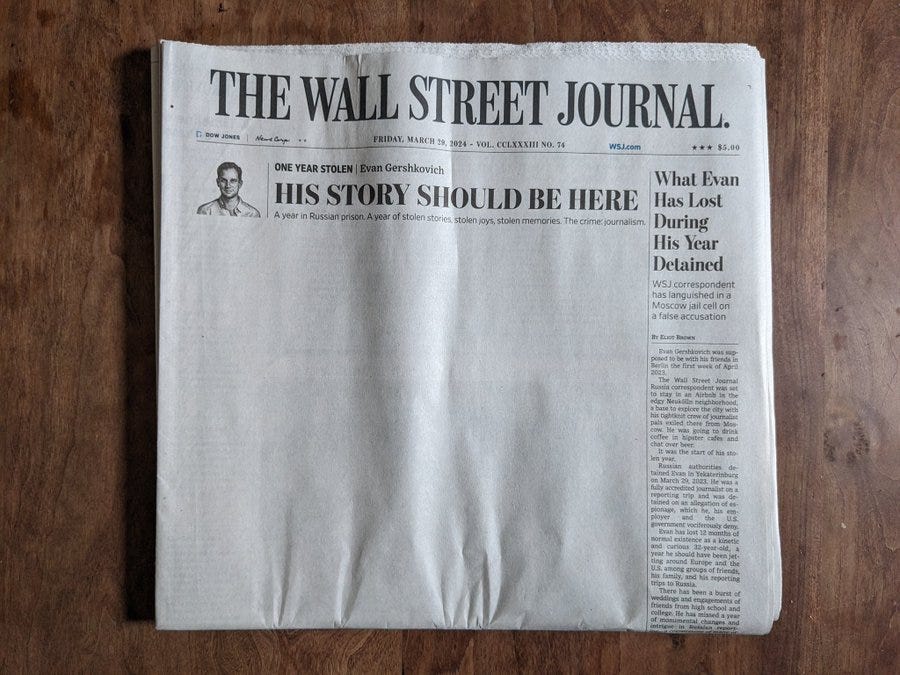 THE WALL STREET JOURNAL.
DOW JONES | News Corp ★★
FRIDAY, MARCH 29, 2024 - VOL. CCLXXXIII NO. 74
WSJ.com
★★★ $5.00
ONE YEAR STOLEN | Evan Gershkovich
HIS STORY SHOULD BE HERE
A year in Russian prison. A year of stolen stories, stolen joys, stolen memories. The crime: journalism.
What Evan
Has Lost
During
His Year
Detained
WSJ correspondent
has languished in a
Moscow jail cell on
a false accusation
BY ELIOT BROWN
Evan Gershkovich was sup-
posed to be with his friends in
Berlin the first week of April
2023.
The Wall Street Journal
Russia correspondent was set
to stay in an Airbnb in the
edgy Neukölln neighborhood,
a base to explore the city with
his tightknit crew of journalist
pals exiled there from Mos-
cow. He was going to drink
coffee in hipster cafes and
chat over beer.
It was the start of his sto-
len year.
Russian authorities de-
tained Evan in Yekaterinburg
on March 29, 2023. He was a
fully accredited journalist on a
reporting trip and was de-
tained on an allegation of es-
pionage, which he, his em-
ployer and the U.S.
government vociferously deny.
Evan has lost 12 months of
normal existence as a kinetic
and curious 32-year-old, a
year he should have been jet-
ting around Europe and the
U.S. among groups of friends,
his family, and his reporting
trips to Russia.
There has been a burst of
weddings and engagements of
friends from high school and
college. He has missed a year
of monumental changes and
intrigue in Russian report-